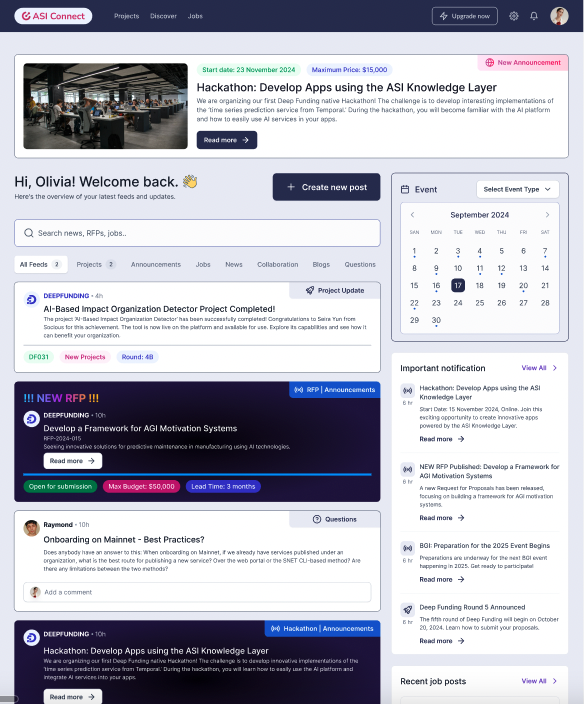 ASI Connect
Projects
Discover
Jobs
Upgrade now
New Announcement
Start date: 23 November 2024
Maximum Price: $15,000
Hackathon: Develop Apps using the ASI Knowledge Layer
We are organizing our first Deep Funding native Hackathon! The challenge is to develop interesting implementations of
the 'time series prediction service from Temporal.' During the hackathon, you will become familiar with the AI platform
and how to easily use AI services in your apps.
Read more
Hi, Olivia! Welcome back. 👋
Here's the overview of your latest feeds and updates.
+ Create new post
Search news, RFPs, jobs..
All Feeds 2
Projects 2
Announcements
Jobs
News
Collaboration
Blogs
Questions
Project Update
DEEPFUNDING • 4h
AI-Based Impact Organization Detector Project Completed!
The project 'AI-Based Impact Organization Detector' has been successfully completed! Congratulations to Seira Yun from
Socious for this achievement. The tool is now live on the platform and available for use. Explore its capabilities and see how it
can benefit your organization.
DF031
New Projects
Round: 4B
RFP | Announcements
!!! NEW RFP !!!
DEEPFUNDING • 10h
Develop a Framework for AGI Motivation Systems
RFP-2024-015
Seeking innovative solutions for predictive maintenance in manufacturing using AI technologies.
Read more
Open for submission
Max Budget: $50,000
Lead Time: 3 months
Questions
Raymond • 10h
Onboarding on Mainnet - Best Practices?
Does anybody have an answer to this: When onboarding on Mainnet, if we already have services published under an
organization, what is the best route for publishing a new service? Over the web portal or the SNET CLI-based method? Are
there any limitations between the two methods?
Add a comment
Hackathon | Announcements
DEEPFUNDING • 10h
Hackathon: Develop Apps using the ASI Knowledge Layer
We are organizing our first Deep Funding native Hackathon! The challenge is to develop innovative implementations of the
'time series prediction service from Temporal.' During the hackathon, you will learn how to easily use the AI platform and
integrate AI services into your apps.
Read more
Event
Select Event Type
September 2024
SAN MON TUE WED THU FRI SAT
1 2 3 4 5 6 7
8 9 10 11 12 13 14
15 16 17 18 19 20 21
22 23 24 25 26 27 28
29 30
Important notification
View All
Hackathon: Develop Apps using the ASI
Knowledge Layer
6 hr
Start Date: 15 November 2024, Online. Join this
exciting opportunity to create innovative apps
powered by the ASI Knowledge Layer.
Read more
NEW RFP Published: Develop a Framework for
AGI Motivation Systems
6 hr
A new Request for Proposals has been released,
focusing on building a framework for AGI motivation
systems.
Read more
BGI: Preparation for the 2025 Event Begins
6 hr
Preparations are underway for the next BGI event
happening in 2025. Get ready to participate!
Read more
Deep Funding Round 5 Announced
6 hr
The fifth round of Deep Funding will begin on October
20, 2024. Learn how to submit your proposals.
Read more
Recent job posts
View All